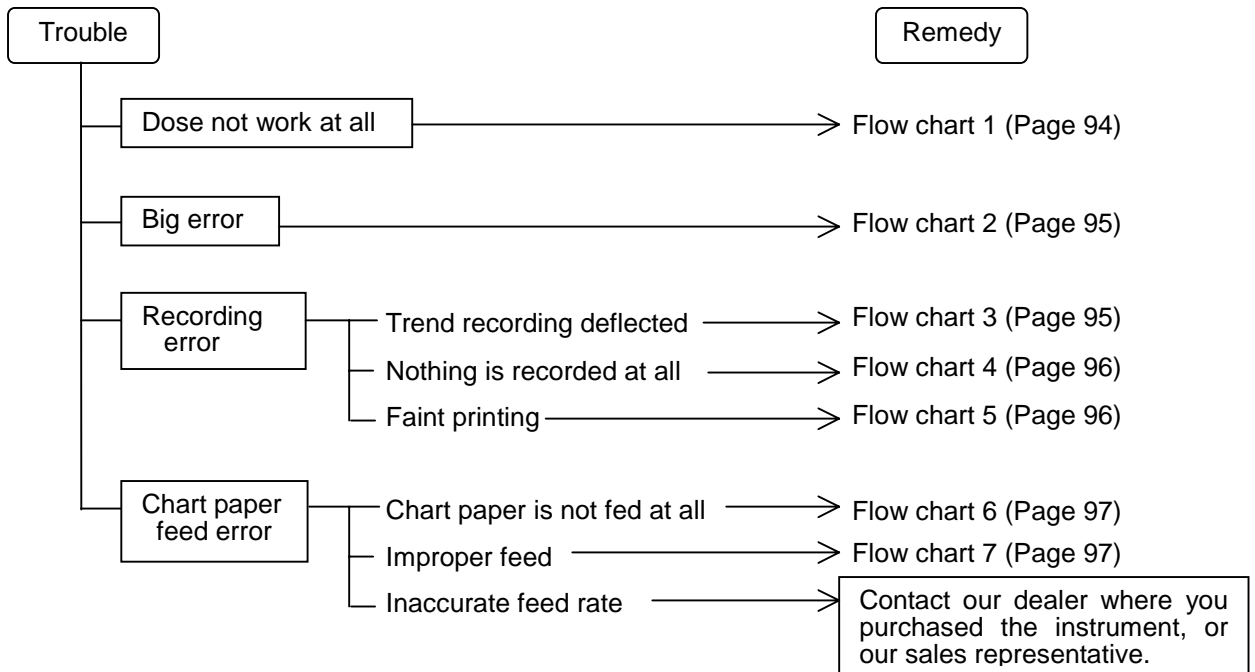 Trouble
Remedy
Dose not work at all
Flow chart 1 (Page 94)
Big error
Flow chart 2 (Page 95)
Recording
error
Trend recording deflected
Flow chart 3 (Page 95)
Nothing is recorded at all
Flow chart 4 (Page 96)
Faint printing
Flow chart 5 (Page 96)
Chart paper
feed error
Chart paper is not fed at all
Flow chart 6 (Page 97)
Improper feed
Flow chart 7 (Page 97)
Inaccurate feed rate
Contact our dealer where you
purchased the instrument, or
our sales representative.